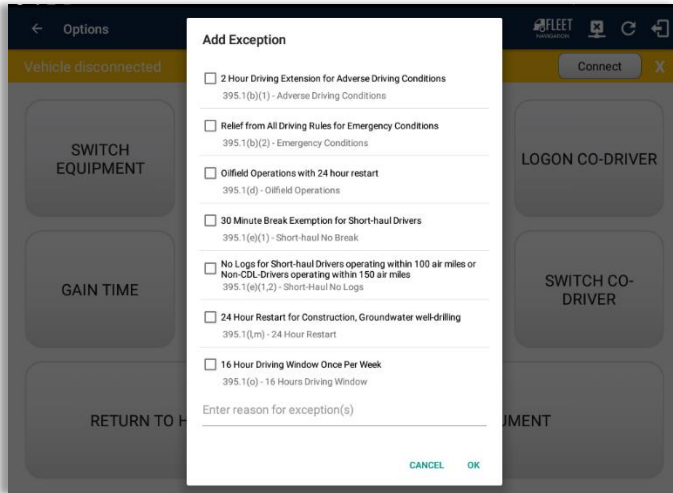 Options
Add Exception
FLEET
NAVIGATION
Vehicle disconnected
Connect
X
2 Hour Driving Extension for Adverse Driving Conditions
395.1(b)(1) - Adverse Driving Conditions
Relief from All Driving Rules for Emergency Conditions
395.1(b)(2) - Emergency Conditions
SWITCH
EQUIPMENT
LOGON CO-DRIVER
Oilfield Operations with 24 hour restart
395.1(d) - Oilfield Operations
30 Minute Break Exemption for Short-haul Drivers
395.1(e)(1) - Short-haul No Break
No Logs for Short-haul Drivers operating within 100 air miles or
Non-CDL-Drivers operating within 150 air miles
395.1(e)(1,2) - Short-Haul No Logs
GAIN TIME
SWITCH CO-
DRIVER
24 Hour Restart for Construction, Groundwater well-drilling
395.1(l,m) - 24 Hour Restart
16 Hour Driving Window Once Per Week
395.1(o) - 16 Hours Driving Window
Enter reason for exception(s)
RETURN TO H
UMENT
CANCEL
OK